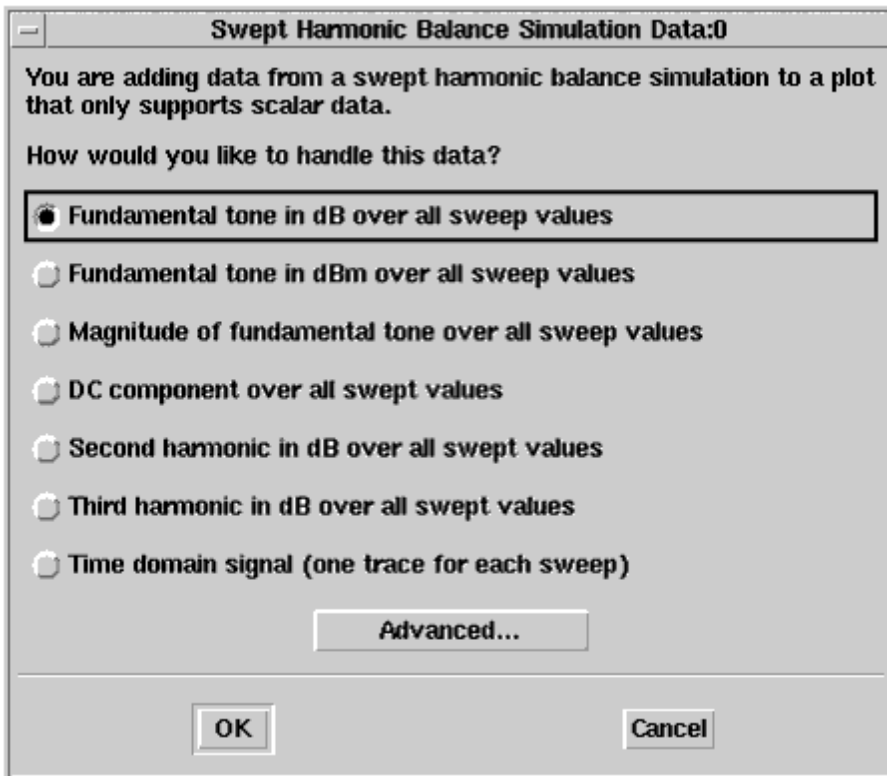 Swept Harmonic Balance Simulation Data:0
You are adding data from a swept harmonic balance simulation to a plot
that only supports scalar data.
How would you like to handle this data?
Fundamental tone in dB over all sweep values
Fundamental tone in dBm over all sweep values
Magnitude of fundamental tone over all sweep values
DC component over all swept values
Second harmonic in dB over all swept values
Third harmonic in dB over all swept values
Time domain signal (one trace for each sweep)
Advanced...
OK
Cancel